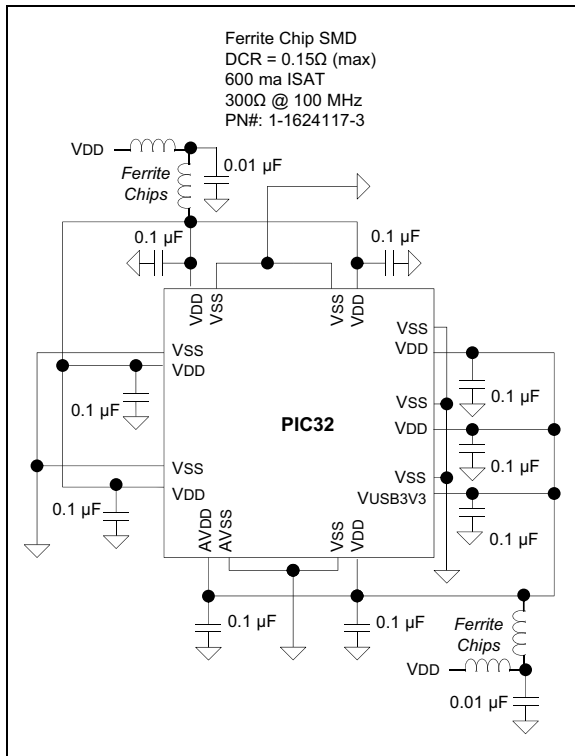 Ferrite Chip SMD
DCR = 0.15Ω (max)
600 ma ISAT
300Ω @ 100 MHz
PN#: 1-1624117-3
VDD
0.01 µF
Ferrite
Chips
0.1 µF
0.1 µF
VDD
VSS
VSS
VDD
VSS
VDD
0.1 µF
VSS
VDD
0.1 µF
PIC32
VSS
VDD
0.1 µF
VSS
VDD
0.1 µF
VSS
VUSB3V3
0.1 µF
AVDD
AVSS
VSS
VDD
0.1 µF
0.1 µF
Ferrite
Chips
VDD
0.01 µF